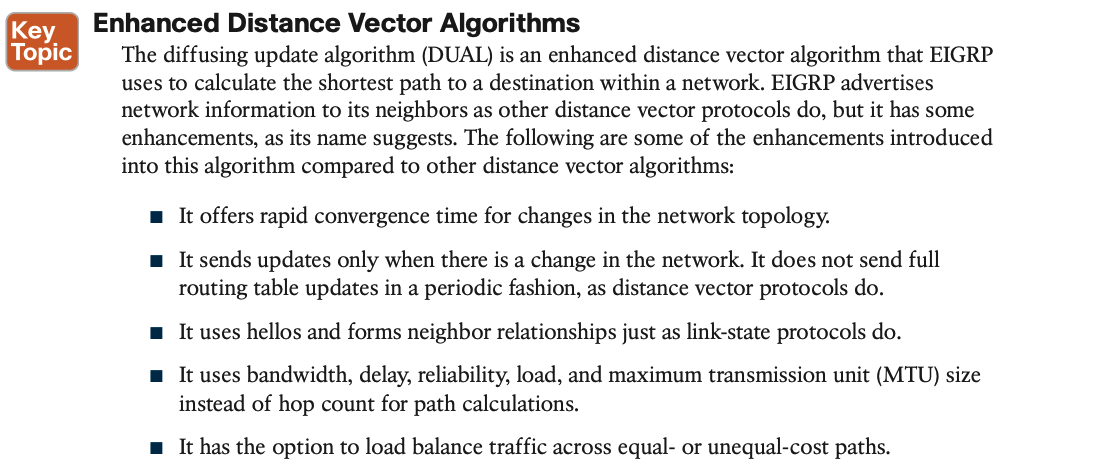 Key
Topic
Enhanced Distance Vector Algorithms
The diffusing update algorithm (DUAL) is an enhanced distance vector algorithm that EIGRP
uses to calculate the shortest path to a destination within a network. EIGRP advertises
network information to its neighbors as other distance vector protocols do, but it has some
enhancements, as its name suggests. The following are some of the enhancements introduced
into this algorithm compared to other distance vector algorithms:
■ It offers rapid convergence time for changes in the network topology.
■ It sends updates only when there is a change in the network. It does not send full
routing table updates in a periodic fashion, as distance vector protocols do.
■ It uses hellos and forms neighbor relationships just as link-state protocols do.
■ It uses bandwidth, delay, reliability, load, and maximum transmission unit (MTU) size
instead of hop count for path calculations.
■ It has the option to load balance traffic across equal- or unequal-cost paths.